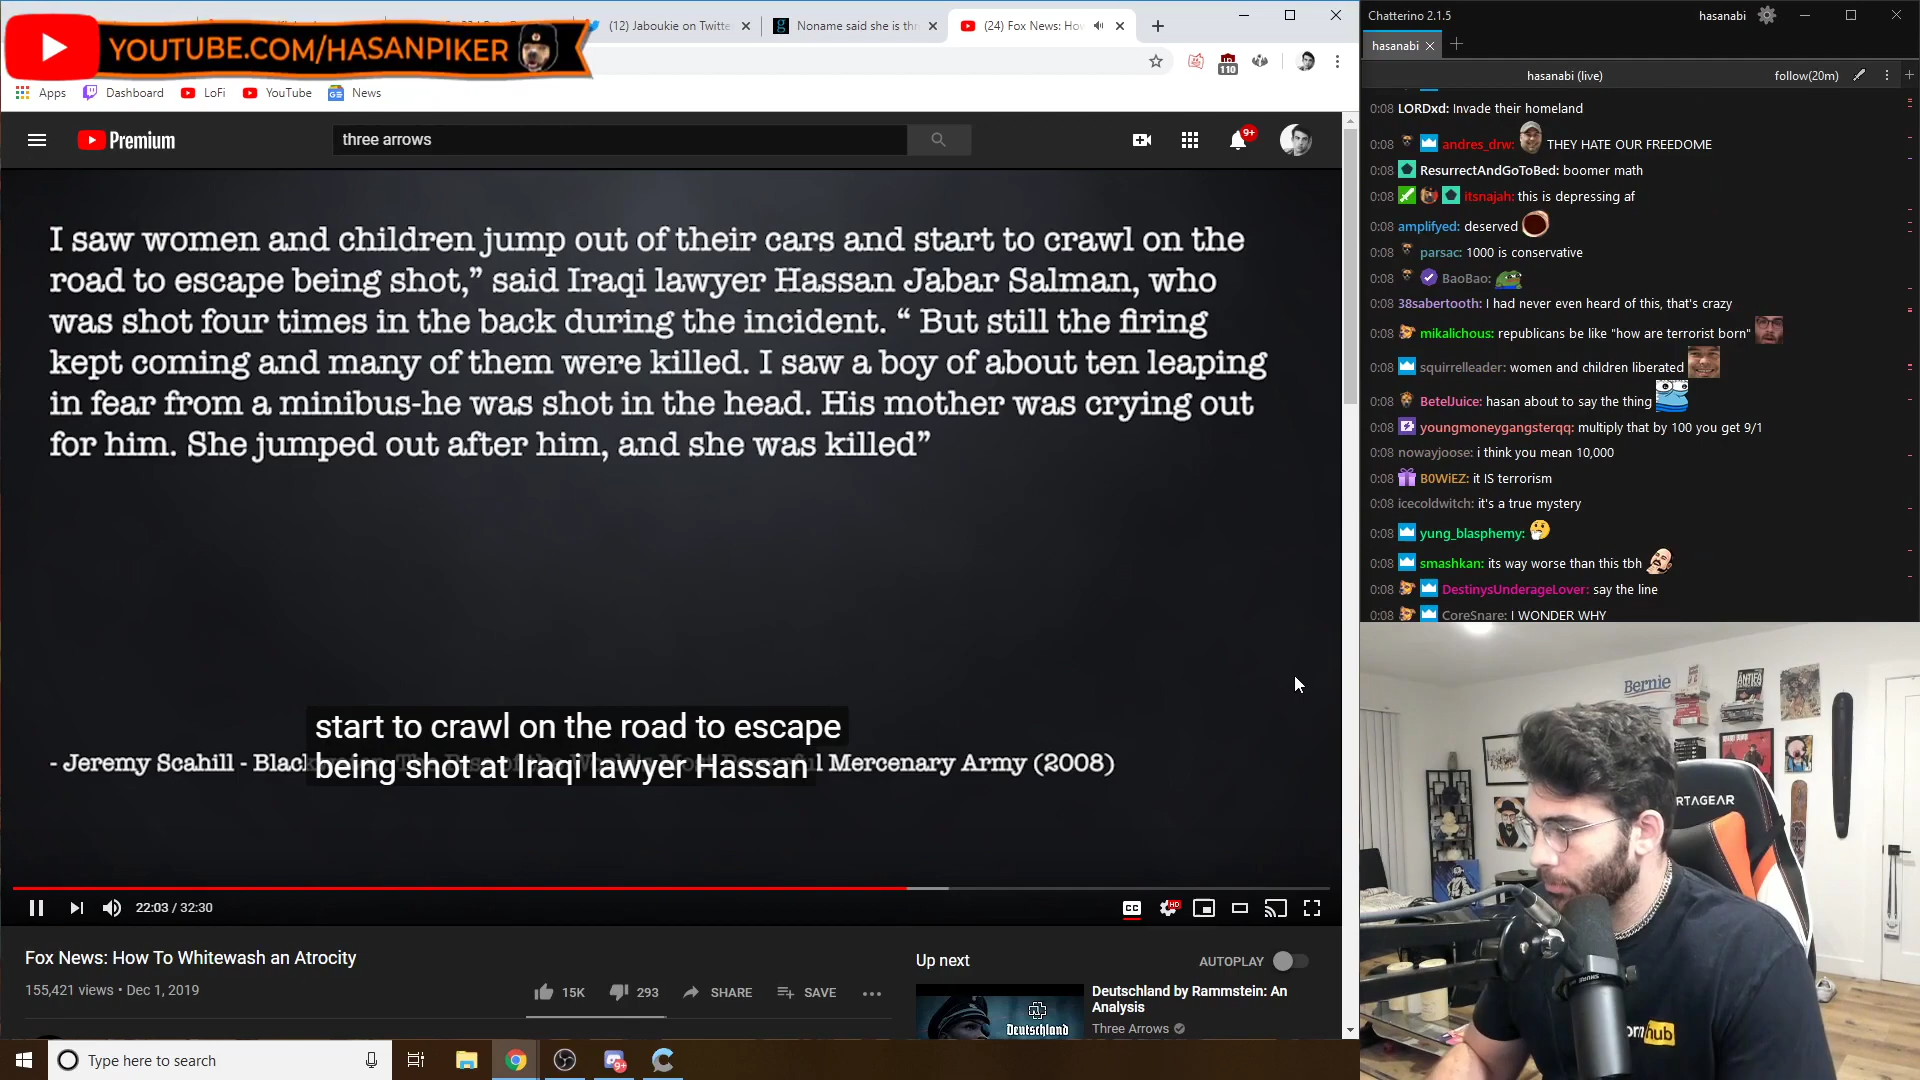 YOUTUBE.COM/HASANPIKER
(12) Jaboukie on Twitte
Noname said she is thr
(24) Fox News: How
110
Apps
Dashboard
LoFi
YouTube
News
Premium
three arrows
9+
I saw women and children jump out of their cars and start to crawl on the
road to escape being shot,” said Iraqi lawyer Hassan Jabar Salman, who
was shot four times in the back during the incident. “ But still the firing
kept coming and many of them were killed. I saw a boy of about ten leaping
in fear from a minibus-he was shot in the head. His mother was crying out
for him. She jumped out after him, and she was killed”
start to crawl on the road to escape
being shot at Iraqi lawyer Hassan
- Jeremy Scahill - Black
l Mercenary Army (2008)
22:03 / 32:30
CC
HD
Fox News: How To Whitewash an Atrocity
155,421 views • Dec 1, 2019
15K
293
SHARE
SAVE
Up next
AUTOPLAY
Deutschland
Deutschland by Rammstein: An
Analysis
Three Arrows
Type here to search
9+
Chatterino 2.1.5
hasanabi
hasanabi
hasanabi (live)
follow(20m)
0:08 LORDxd: Invade their homeland
0:08 andres_drw: THEY HATE OUR FREEDOME
0:08 ResurrectAndGoToBed: boomer math
0:08 itsnajah: this is depressing af
amplifyed: deserved
0:08 parsac: 1000 is conservative
0:08 BaoBao:
0:08 38sabertooth: I had never even heard of this, that's crazy
0:08 mikalichous: republicans be like "how are terrorist born"
0:08 squirrelleader: women and children liberated
0:08 BetelJuice: hasan about to say the thing
0:08 youngmoneygangsterqq: multiply that by 100 you get 9/1
nowayjoose: i think you mean 10,000
0:08 B0WiEZ: it IS terrorism
0:08 icecoldwitch: it's a true mystery
0:08 yung_blasphemy:
0:08 smashkan: its way worse than this tbh
0:08 DestinysUnderageLover: say the line
0:08 CoreSnare: I WONDER WHY
Bernie
ANTIFA
RTAGEAR
SHURE
hub